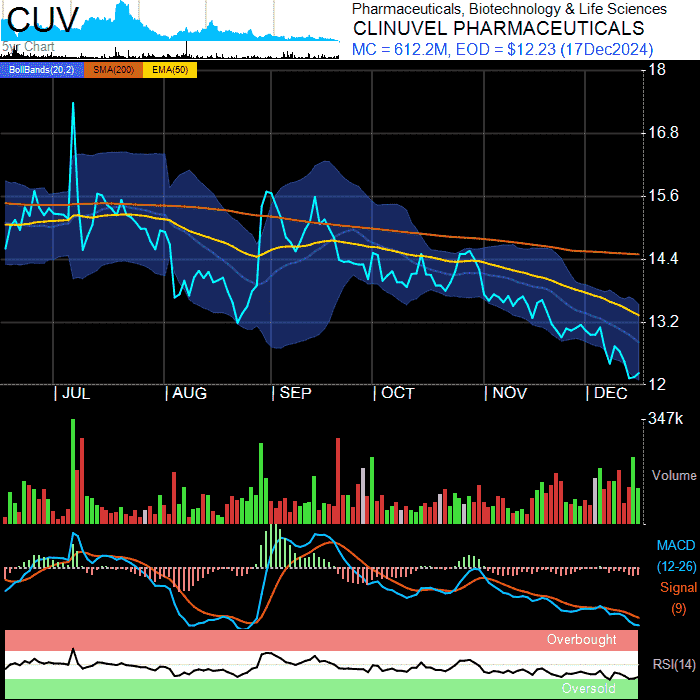 CUV
5yr Chart
Pharmaceuticals, Biotechnology & Life Sciences
CLINUVEL PHARMACEUTICALS
MC = 612.2M, EOD = $12.23 (17Dec2024)
BollBands(20,2) SMA(200) EMA(50)
18
16.8
15.6
14.4
13.2
12
JUL AUG SEP OCT NOV DEC
347k
Volume
MACD
(12-26)
Signal
(9)
Overbought
RSI(14)
Oversold